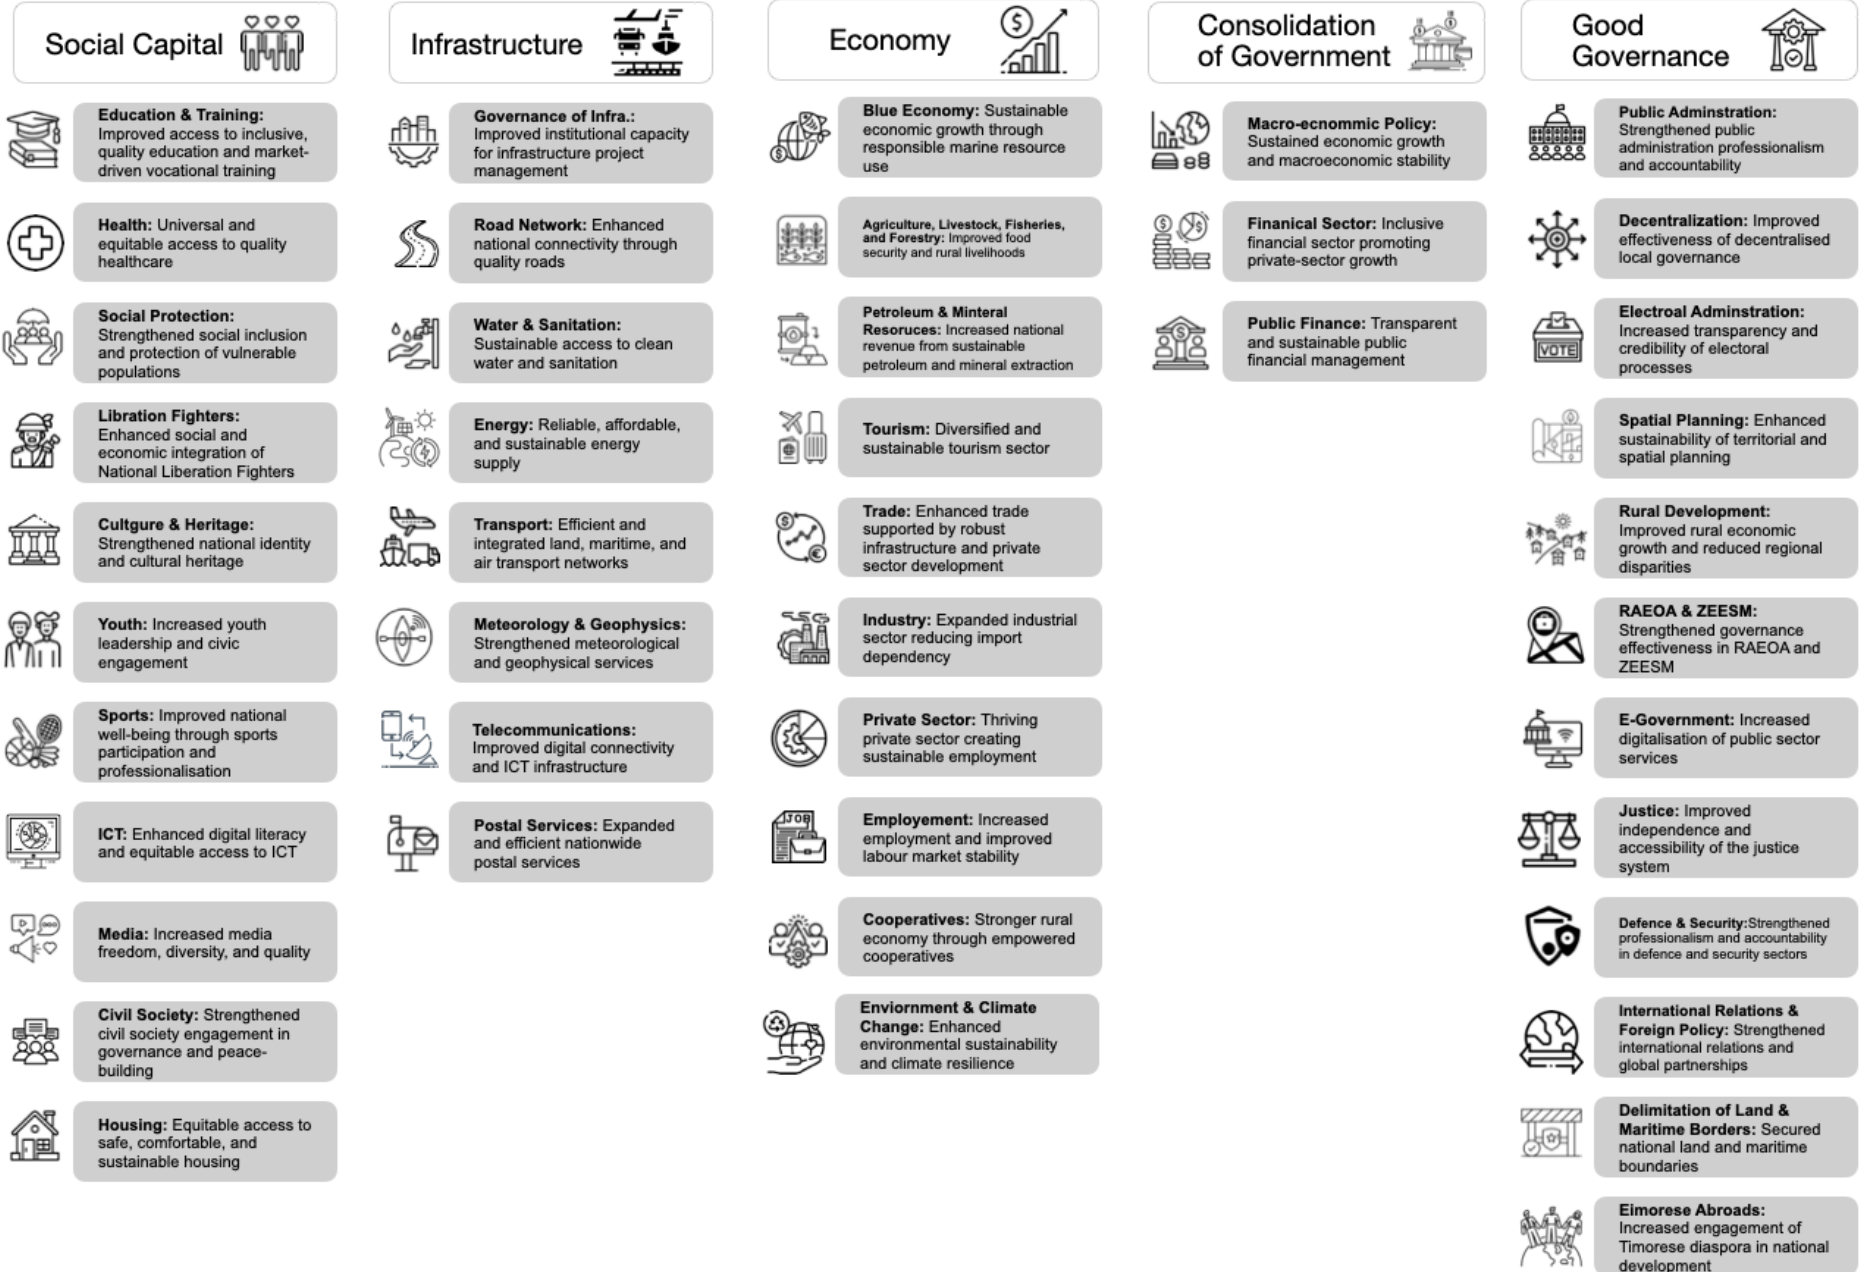 Social Capital
Education & Training:
Improved access to inclusive,
quality education and market-
driven vocational training
Health: Universal and
equitable access to quality
healthcare
Social Protection:
Strengthened social inclusion
and protection of vulnerable
populations
Libration Fighters:
Enhanced social and
economic integration of
National Liberation Fighters
Cultgure & Heritage:
Strengthened national identity
and cultural heritage
Youth: Increased youth
leadership and civic
engagement
Sports: Improved national
well-being through sports
participation and
professionalisation
ICT: Enhanced digital literacy
and equitable access to ICT
Media: Increased media
freedom, diversity, and quality
Civil Society: Strengthened
civil society engagement in
governance and peace-
building
Housing: Equitable access to
safe, comfortable, and
sustainable housing
Infrastructure
Governance of Infra.:
Improved institutional capacity
for infrastructure project
management
Road Network: Enhanced
national connectivity through
quality roads
Water & Sanitation:
Sustainable access to clean
water and sanitation
Energy: Reliable, affordable,
and sustainable energy
supply
Transport: Efficient and
integrated land, maritime, and
air transport networks
Meteorology & Geophysics:
Strengthened meteorological
and geophysical services
Telecommunications:
Improved digital connectivity
and ICT infrastructure
Postal Services: Expanded
and efficient nationwide
postal services
Economy
Blue Economy: Sustainable
economic growth through
responsible marine resource
use
Agriculture, Livestock, Fisheries,
and Forestry: Improved food
security and rural livelihoods
Petroleum & Minteral
Resoruces: Increased national
revenue from sustainable
petroleum and mineral extraction
Tourism: Diversified and
sustainable tourism sector
Trade: Enhanced trade
supported by robust
infrastructure and private
sector development
Industry: Expanded industrial
sector reducing import
dependency
Private Sector: Thriving
private sector creating
sustainable employment
JOB
Employement: Increased
employment and improved
labour market stability
Cooperatives: Stronger rural
economy through empowered
cooperatives
Enviornment & Climate
Change: Enhanced
environmental sustainability
and climate resilience
Consolidation
of Government
Macro-ecnommic Policy:
Sustained economic growth
and macroeconomic stability
Finanical Sector: Inclusive
financial sector promoting
private-sector growth
Public Finance: Transparent
and sustainable public
financial management
Good
Governance
Public Adminstration:
Strengthened public
administration professionalism
and accountability
Decentralization: Improved
effectiveness of decentralised
local governance
VOTE
Electroal Adminstration:
Increased transparency and
credibility of electoral
processes
Spatial Planning: Enhanced
sustainability of territorial and
spatial planning
Rural Development:
Improved rural economic
growth and reduced regional
disparities
RAEOA & ZEESM:
Strengthened governance
effectiveness in RAEOA and
ZEESM
E-Government: Increased
digitalisation of public sector
services
Justice: Improved
independence and
accessibility of the justice
system
Defence & Security:Strengthened
professionalism and accountability
in defence and security sectors
International Relations &
Foreign Policy: Strengthened
international relations and
global partnerships
Delimitation of Land &
Maritime Borders: Secured
national land and maritime
boundaries
Eimorese Abroads:
Increased engagement of
Timorese diaspora in national
development